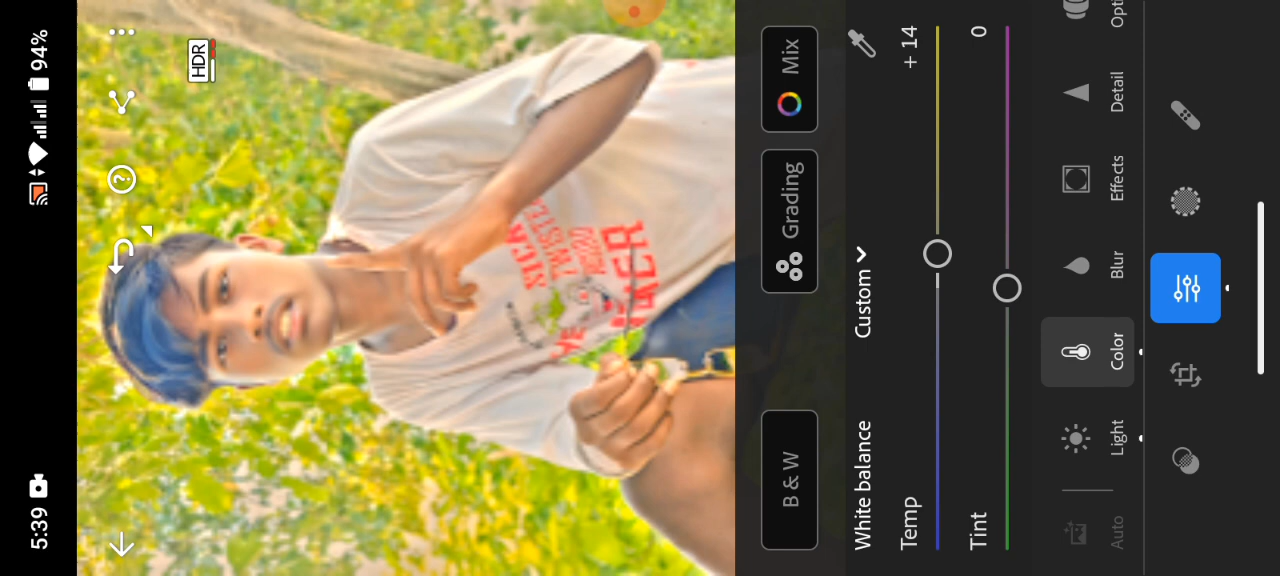 5:39
94%
HDR
B & W
Grading
Mix
White balance
Custom
Temp
+ 14
Tint
0
Auto
Light
Color
Blur
Effects
Detail
Opti